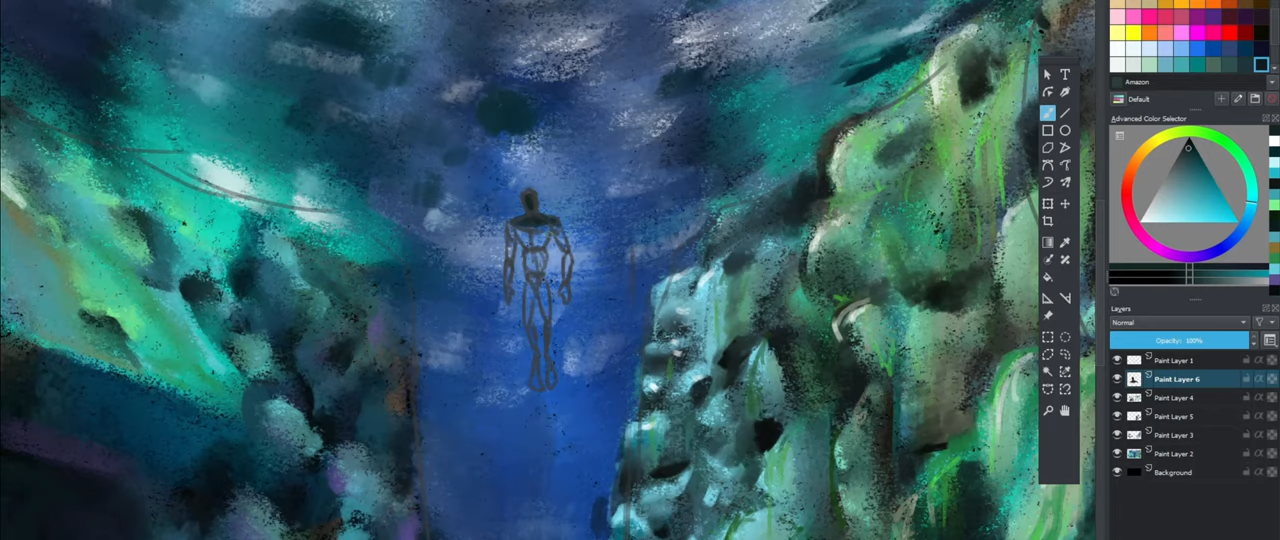 Amazon
Default
Advanced Color Selector
Layers
Normal
Opacity: 100%
Paint Layer 1
Paint Layer 6
Paint Layer 4
Paint Layer 5
Paint Layer 3
Paint Layer 2
Background